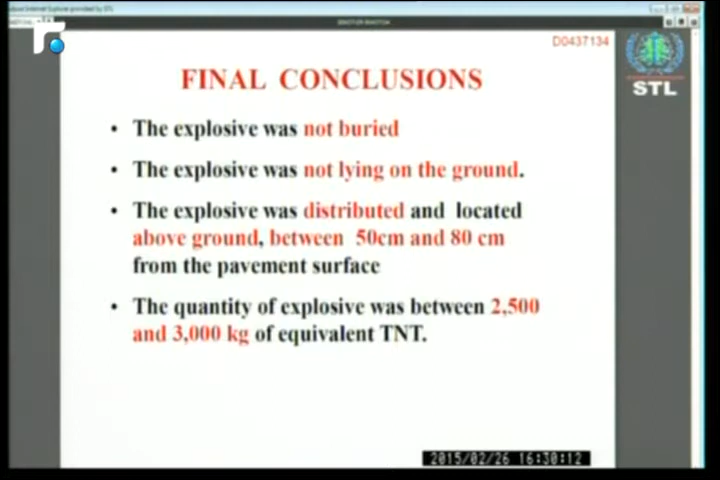 D0437134
STL
FINAL CONCLUSIONS
• The explosive was not buried
• The explosive was not lying on the ground.
• The explosive was distributed and located
above ground, between 50cm and 80 cm
from the pavement surface
• The quantity of explosive was between 2,500
and 3,000 kg of equivalent TNT.
2015/02/26 16:30:12